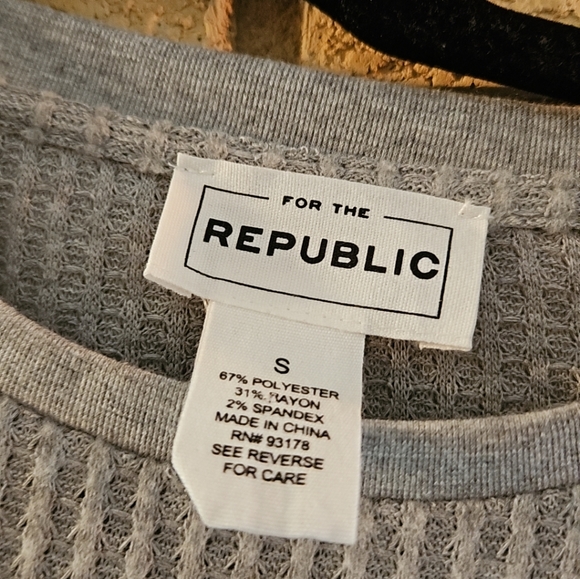 FOR THE
REPUBLIC
S
67% POLYESTER
31% RAYON
2% SPANDEX
MADE IN CHINA
RN# 93178
SEE REVERSE
FOR CARE